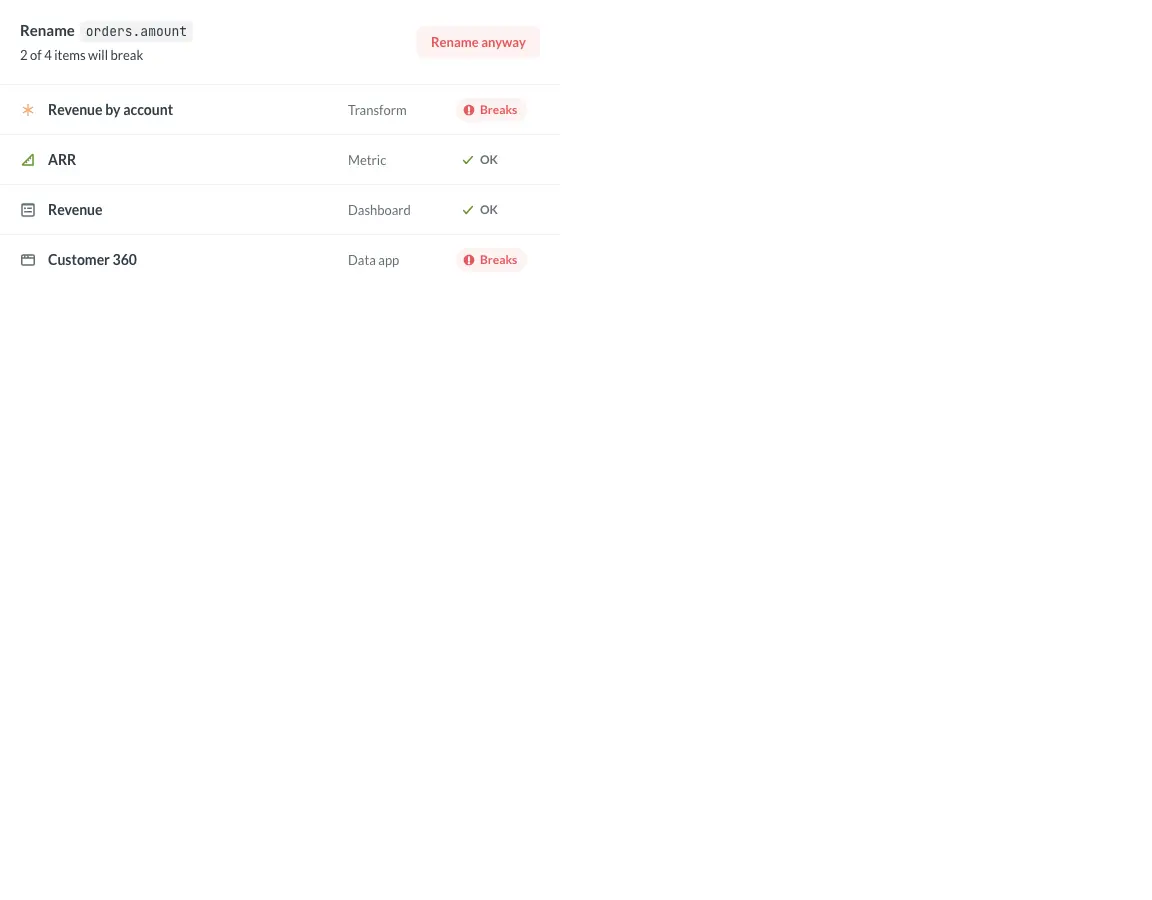 Rename orders.amount
2 of 4 items will break
Rename anyway
Revenue by account Transform Breaks
ARR Metric OK
Revenue Dashboard OK
Customer 360 Data app Breaks